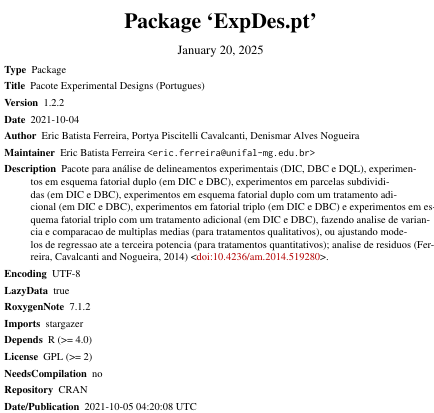 Package ‘ExpDes.pt’
January 20, 2025
Type Package
Title Pacote Experimental Designs (Portugues)
Version 1.2.2
Date 2021-10-04
Author Eric Batista Ferreira, Portya Piscitelli Cavalcanti, Denismar Alves Nogueira
Maintainer Eric Batista Ferreira <eric.ferreira@unifal-mg.edu.br>
Description Pacote para análise de delineamentos experimentais (DIC, DBC e DQL), experimen-
tos em esquema fatorial duplo (em DIC e DBC), experimentos em parcelas subdividi-
das (em DIC e DBC), experimentos em esquema fatorial duplo com um tratamento adi-
cional (em DIC e DBC), experimentos em fatorial triplo (em DIC e DBC) e experimentos em es-
quema fatorial triplo com um tratamento adicional (em DIC e DBC), fazendo analise de varian-
cia e comparacao de multiplas medias (para tratamentos qualitativos), ou ajustando mode-
los de regressao ate a terceira potencia (para tratamentos quantitativos); analise de residuos (Fer-
reira, Cavalcanti and Nogueira, 2014) <doi:10.4236/am.2014.519280>.
Encoding UTF-8
LazyData true
RoxygenNote 7.1.2
Imports stargazer
Depends R (>= 4.0)
License GPL (>= 2)
NeedsCompilation no
Repository CRAN
Date/Publication 2021-10-05 04:20:08 UTC